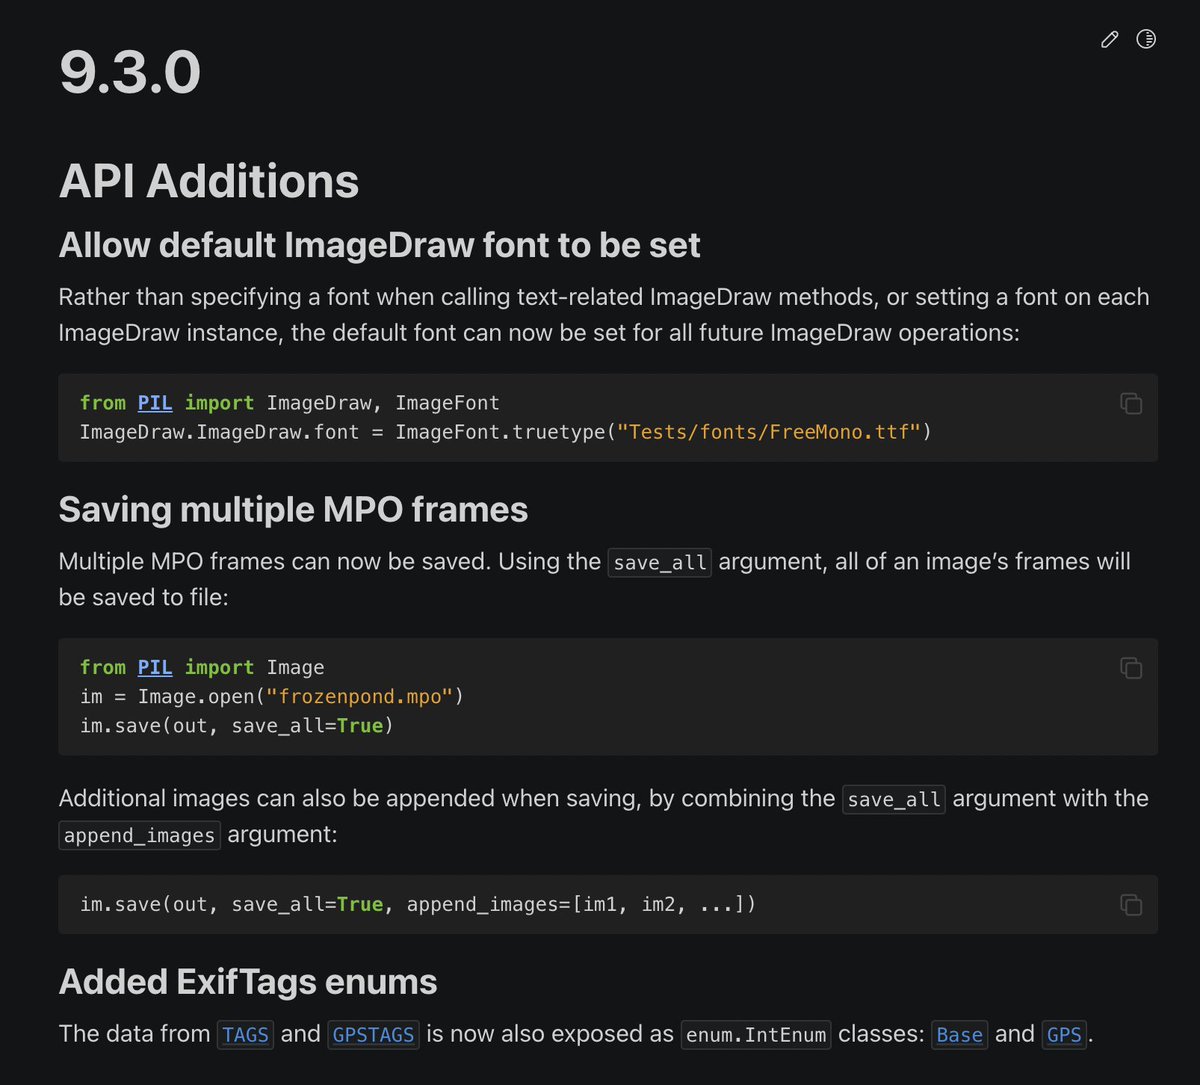 9.3.0
API Additions
Allow default ImageDraw font to be set
Rather than specifying a font when calling text-related ImageDraw methods, or setting a font on each
ImageDraw instance, the default font can now be set for all future ImageDraw operations:
from PIL import ImageDraw, ImageFont
ImageDraw.ImageDraw.font = ImageFont.truetype("Tests/fonts/FreeMono.ttf")
Saving multiple MPO frames
Multiple MPO frames can now be saved. Using the save_all argument, all of an image’s frames will
be saved to file:
from PIL import Image
im = Image.open("frozenpond.mpo")
im.save(out, save_all=True)
Additional images can also be appended when saving, by combining the save_all argument with the
append_images argument:
im.save(out, save_all=True, append_images=[im1, im2, ...])
Added ExifTags enums
The data from TAGS and GPSTAGS is now also exposed as enum.IntEnum classes: Base and GPS.